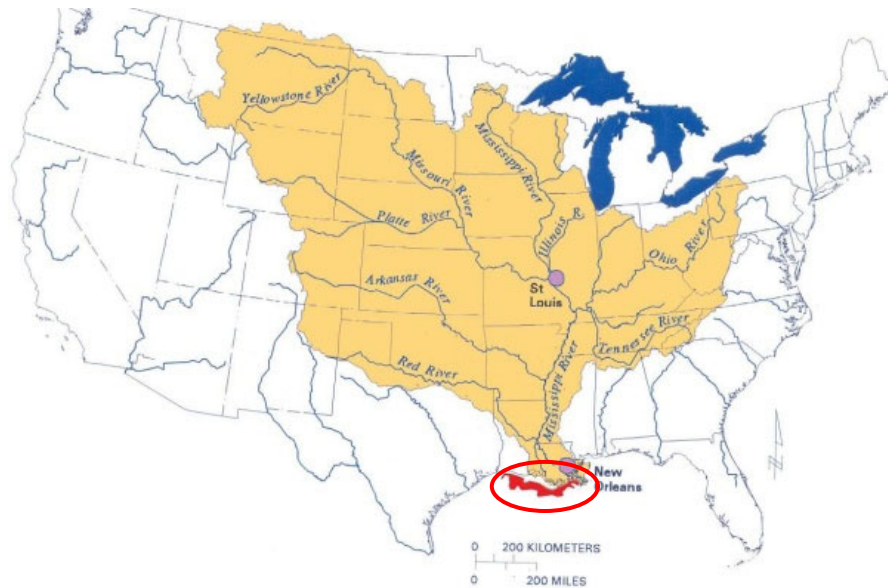 Yellowstone River
Mississippi River
Missouri River
Platte River
Illinois R.
Ohio River
St
Louis
Arkansas River
Tennessee River
Red River
Mississippi River
New
Orleans
0 200 KILOMETERS
0 200 MILES